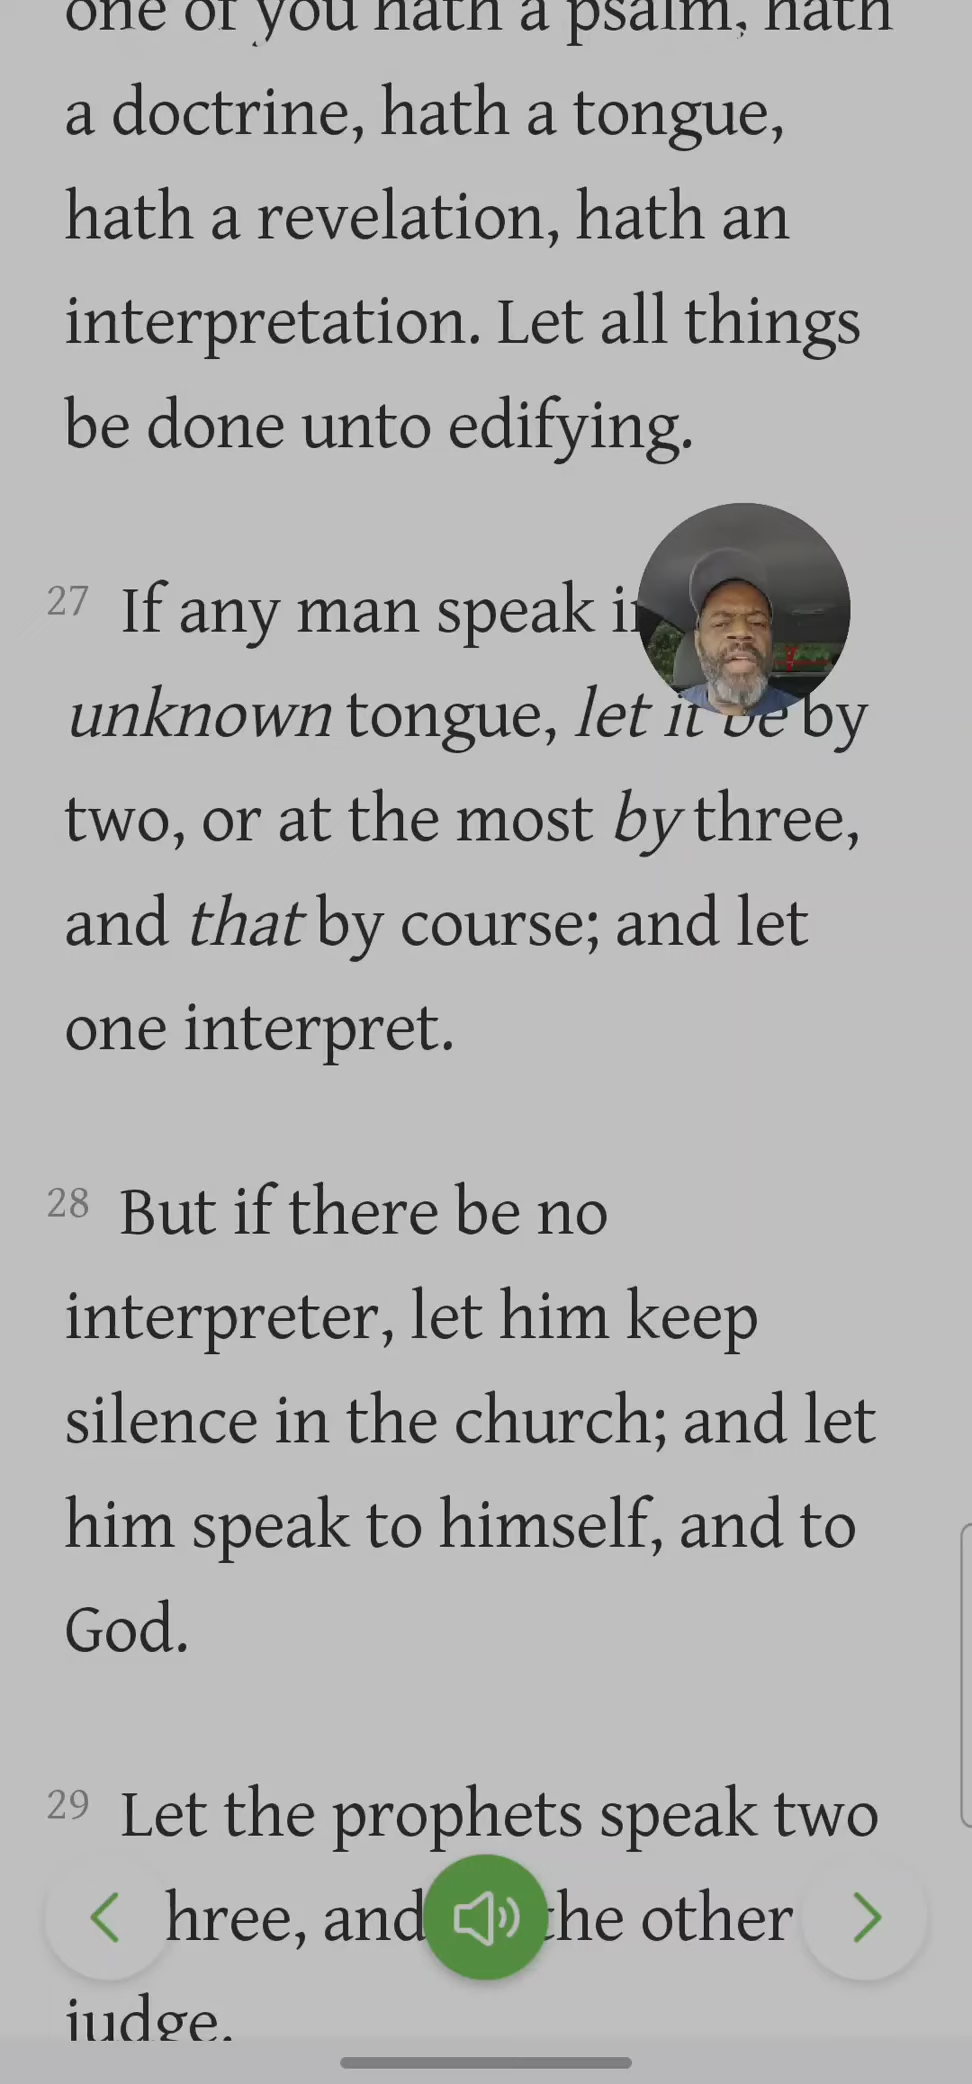 one of you hath a psalm, hath
a doctrine, hath a tongue,
hath a revelation, hath an
interpretation. Let all things
be done unto edifying.
27 If any man speak
unknown tongue, let it be by
two, or at the most by three,
and that by course; and let
one interpret.
28 But if there be no
interpreter, let him keep
silence in the church; and let
him speak to himself, and to
God.
29 Let the prophets speak two
hree, and the other
judge.